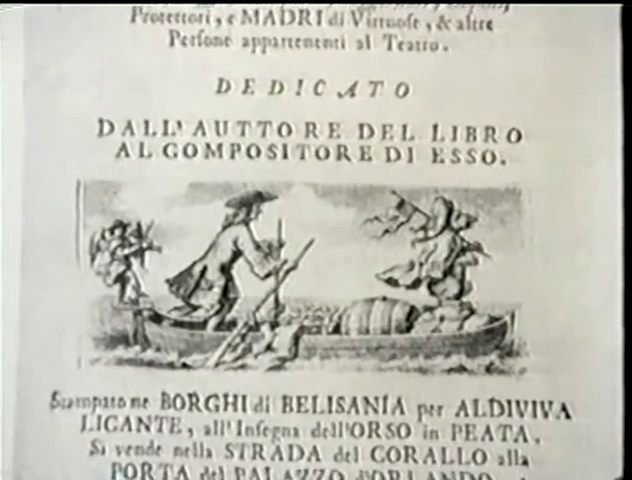 Protettori, e MADRI di Virtuose, & altre
Persone appartenenti al Teatro.
DEDICATO
DALL'AUTTORE DEL LIBRO
AL COMPOSITORE DI ESSO.
Stampato ne BORGHI di BELISANIA per ALDIVIVA
LICANTE, all'Insegna dell'ORSO in PEATA.
Si vende nella STRADA del CORALLO alla
PORTA del PALAZZO d'ORLANDO.